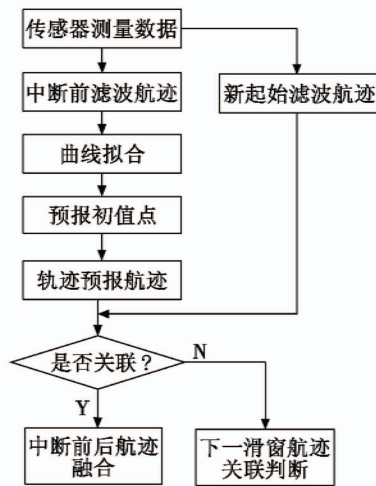 传感器测量数据
中断前滤波航迹
新起始滤波航迹
曲线拟合
预报初值点
轨迹预报航迹
是否关联？
N
Y
中断前后航迹
融合
下一滑窗航迹
关联判断